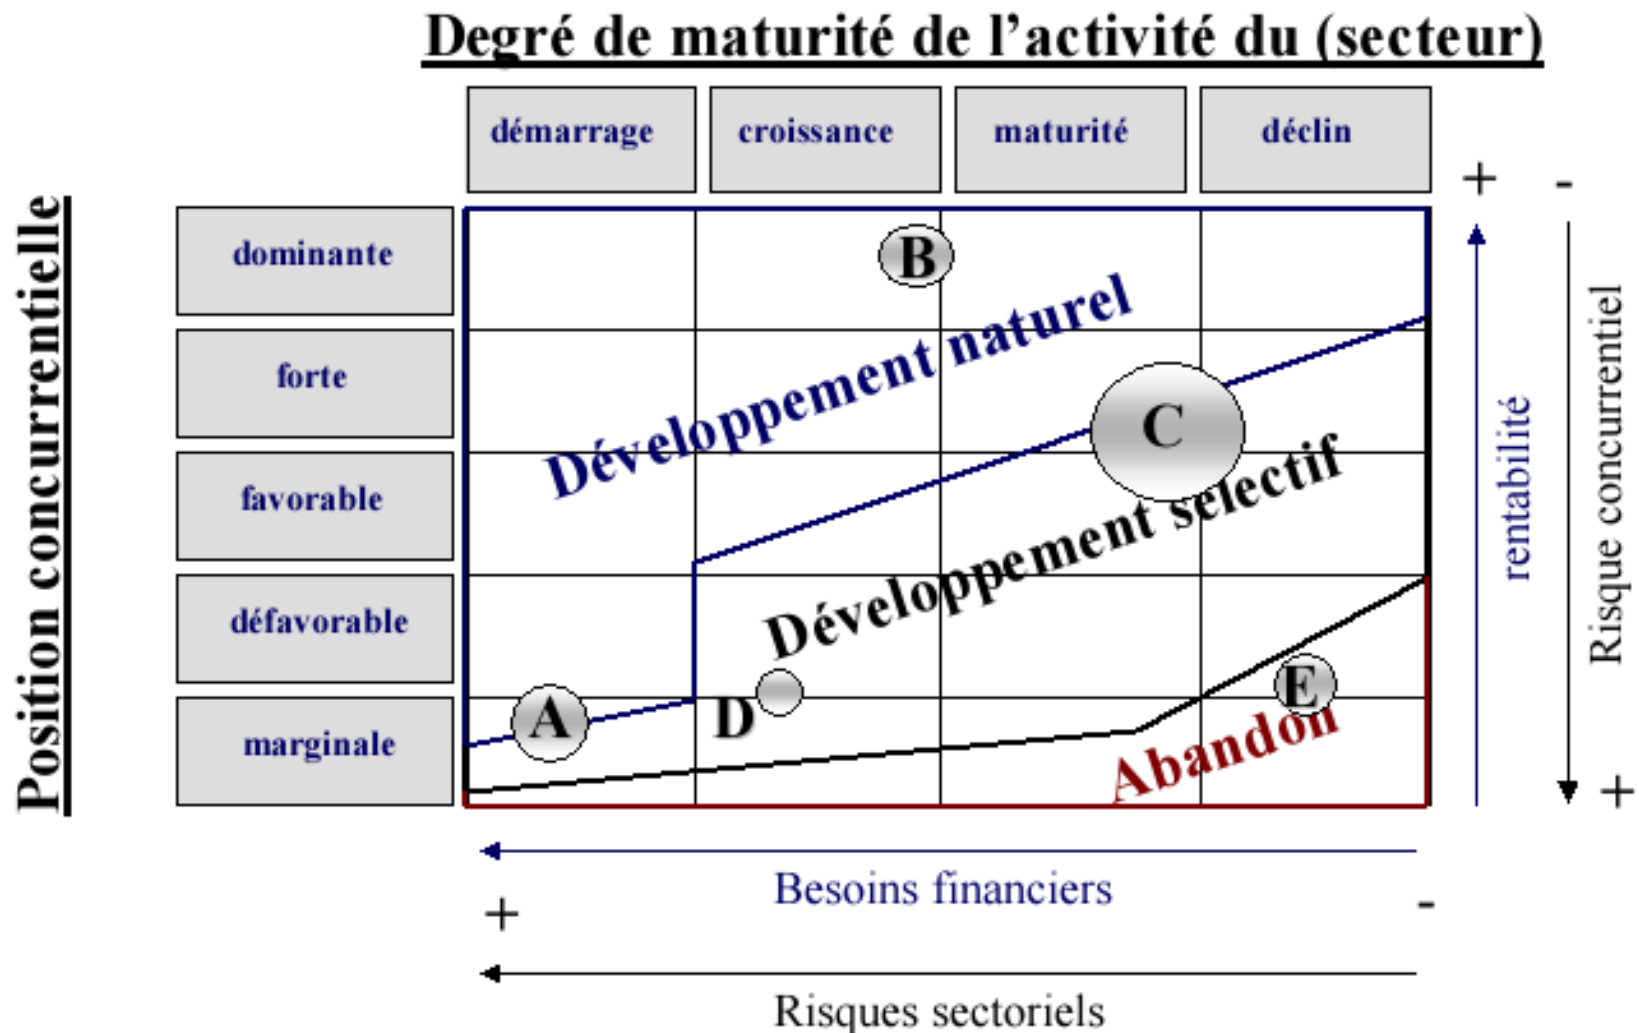 Degré de maturité de l’activité du (secteur)
démarrage
croissance
maturité
déclin
+
-
Position concurrentielle
dominante
forte
favorable
défavorable
marginale
B
Développement naturel
C
Développement sélectif
A
D
E
Abandon
rentabilité
Risque concurrentiel
+
Besoins financiers
+
-
Risques sectoriels